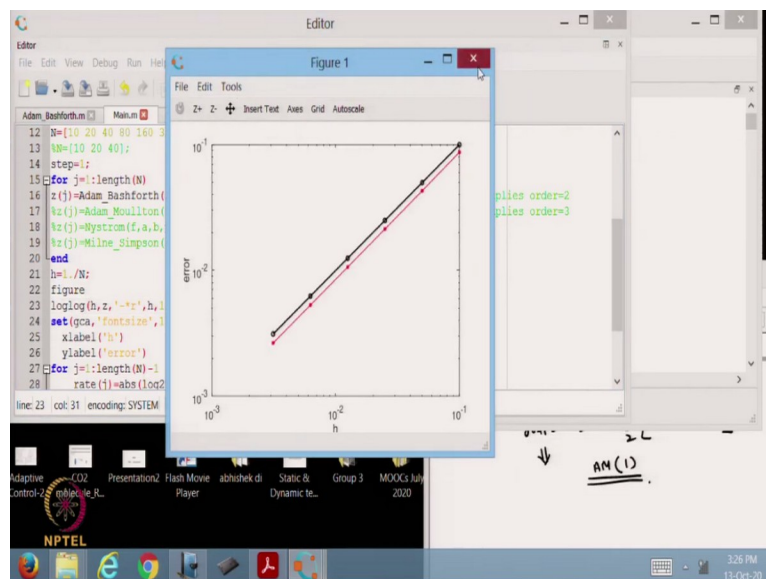 Editor
Editor
File Edit View Debug Run Help
Figure 1
File Edit Tools
Z+ Z- Insert Text Axes Grid Autoscale
Adam_Bashforth.m Main.m
12 N=[10 20 40 80 160 3
13 %N=[10 20 40];
14 step=1;
15 for j=1:length(N)
16 z(j)=Adam_Bashforth( plies order=2
17 %z(j)=Adam_Moullton( plies order=3
18 %z(j)=Nystrom(f,a,b,
19 %z(j)=Milne_Simpson(
20 end
21 h=1./N;
22 figure
23 loglog(h,z,'-*r',h,1
24 set(gca,'fontsize',1
25 xlabel('h')
26 ylabel('error')
27 for j=1:length(N)-1
28 rate(j)=abs(log2
line: 23 col: 31 encoding: SYSTEM
10^-1
10^-2
10^-3
error
10^-3 10^-2 10^-1
h
2L
AM(1)
Adaptive Control-2
CO2 molecule_R...
Presentation2
Flash Movie Player
abhishek di
Static & Dynamic te...
Group 3
MOOCs July 2020
NPTEL
3:26 PM
13-Oct-20